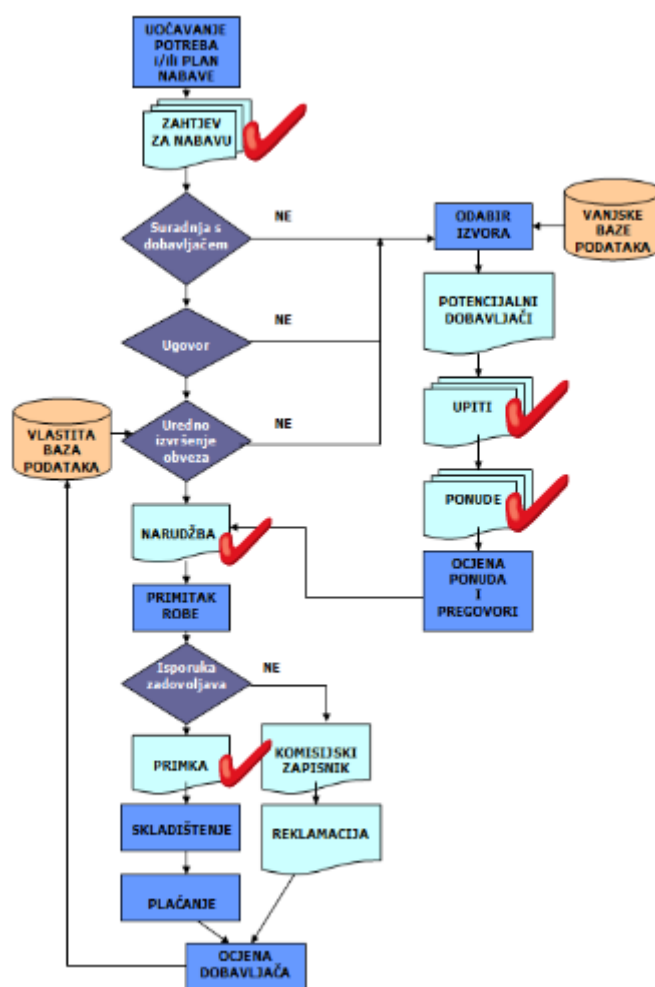 UOČAVANJE
POTREBA
i/ili PLAN
NABAVE
ZAHTJEV
ZA NABAVU
Suradnja s
dobavljačem
NE
ODABIR
IZVORA
VANJSKE
BAZE
PODATAKA
POTENCIJALNI
DOBAVLJAČI
Ugovor
NE
UPITI
VLASTITA
BAZA
PODATAKA
Uredno
izvršenje
obveza
NE
PONUDE
NARUDŽBA
OCJENA
PONUDA
I
PREGOVORI
PRIMITAK
ROBE
Isporuka
zadovoljava
NE
PRIMKA
KOMISIJSKI
ZAPISNIK
SKLADIŠTENJE
REKLAMACIJA
PLAĆANJE
OCJENA
DOBAVLJAČA